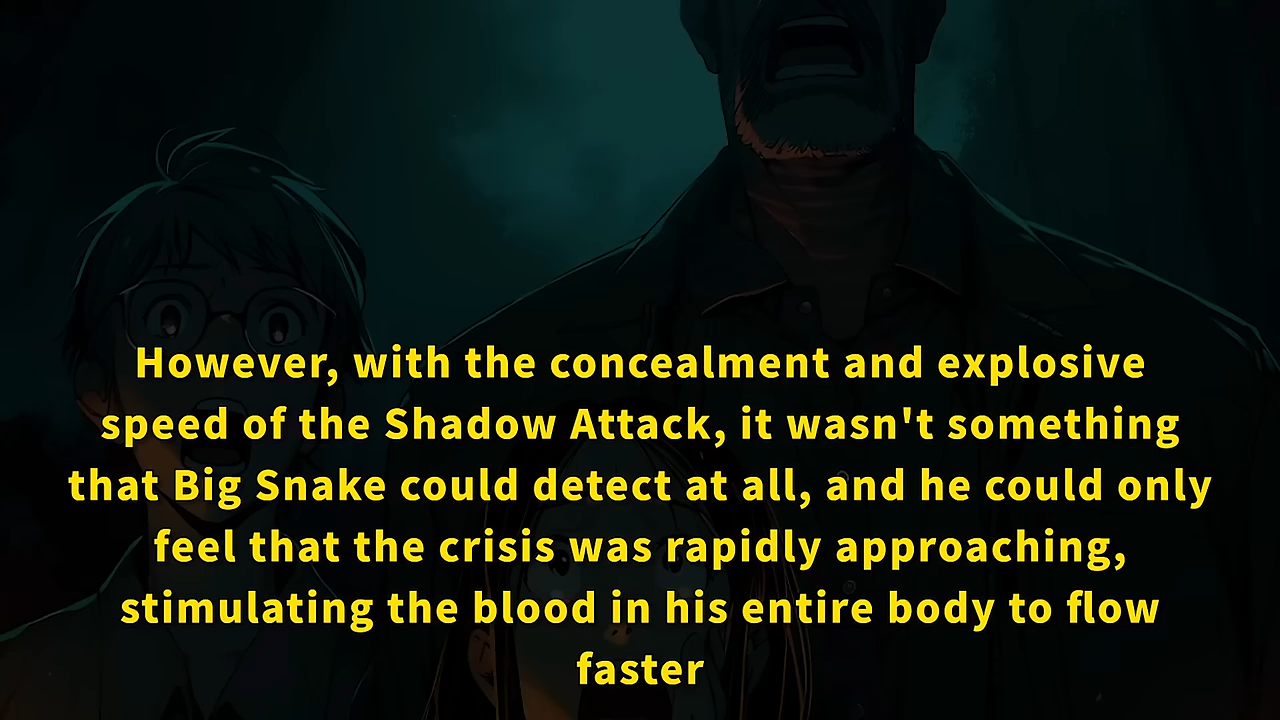 However, with the concealment and explosive
speed of the Shadow Attack, it wasn't something
that Big Snake could detect at all, and he could only
feel that the crisis was rapidly approaching,
stimulating the blood in his entire body to flow
faster